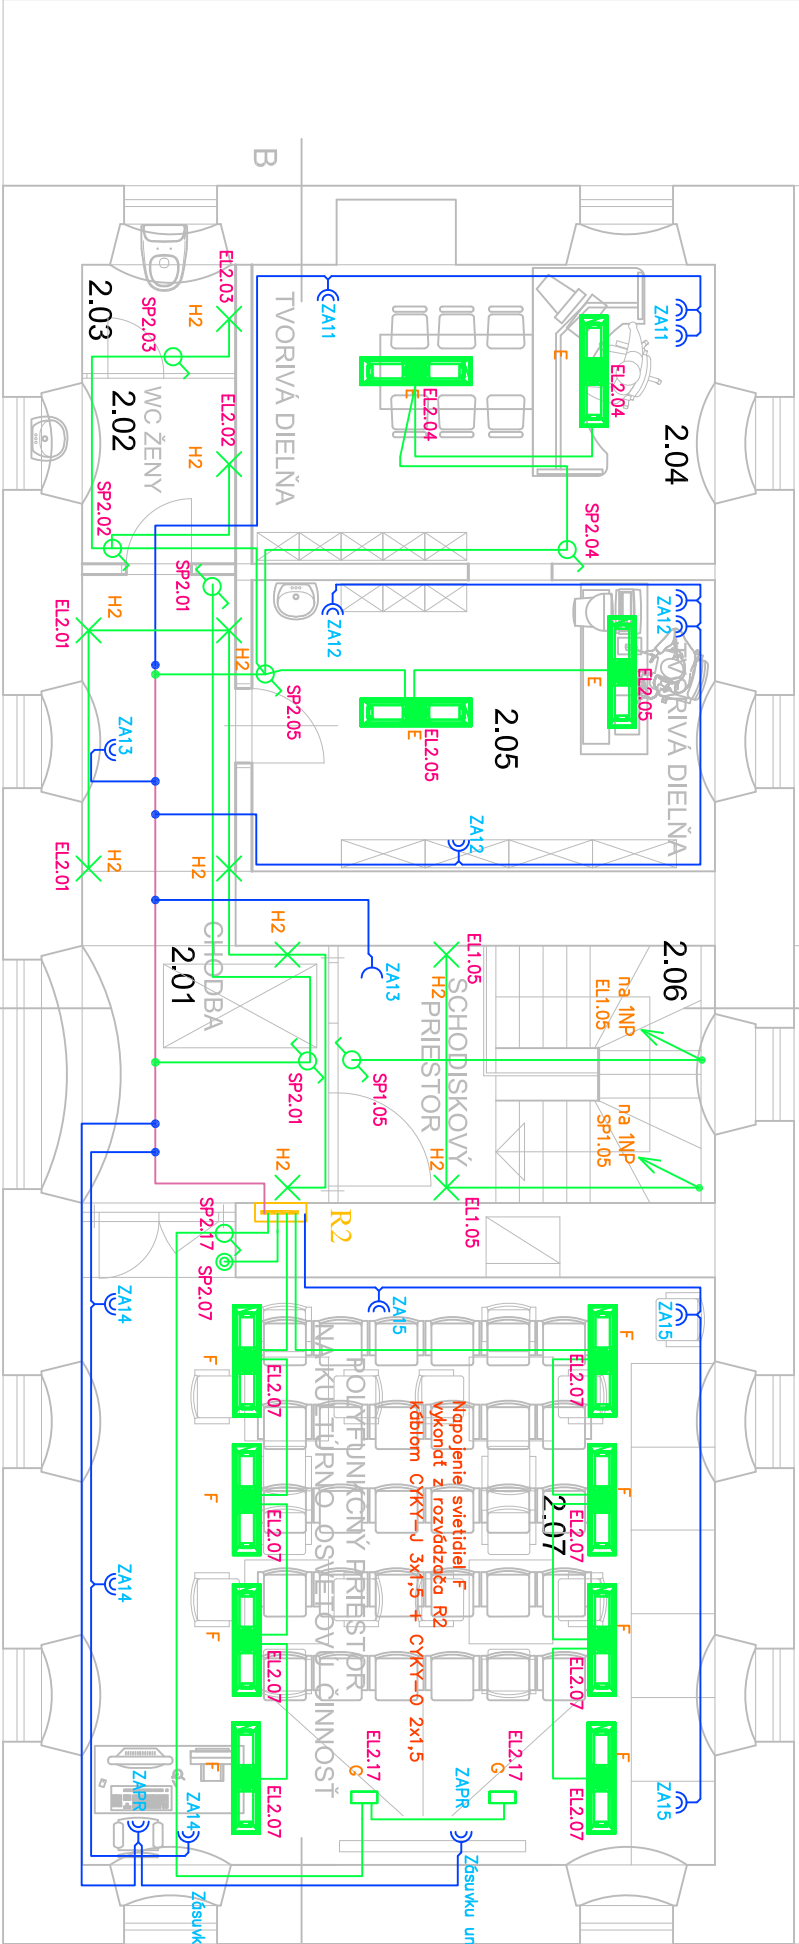 B
EL2.03
SP2.03
H2
2.03
WC ŽENY
2.02
EL2.02
H2
SP2.02
TVORIVÁ DIELŇA
ZA11
ZA11
E
EL2.04
E
EL2.04
2.04
SP2.04
SP2.01
EL2.01
H2
H2
ZA12
ZA12
SP2.05
E
EL2.05
TVORIVÁ DIELŇA
2.05
E
EL2.05
ZA13
ZA12
EL2.01
H2
H2
H2
CHODBA
2.01
ZA13
EL1.05
H2
SCHODISKOVÝ
PRIESTOR
2.06
na 1NP
EL1.05
SP2.01
SP1.05
na 1NP
SP1.05
H2
H2
EL1.05
R2
SP2.17
SP2.07
ZA14
ZA15
ZA15
F
EL2.07
F
EL2.07
POLYFUNKČNÝ PRIESTOR
NA KULTÚRNO OSVETOVÚ ČINNOSŤ
Napojenie svietidiel F
vykonať z rozvádzača R2
káblom CYKY-J 3x1,5 + CYKY-O 2x1,5
2.07
F
EL2.07
F
EL2.07
ZA14
F
EL2.07
F
EL2.07
F
EL2.07
F
EL2.07
EL2.17
G
EL2.17
G
ZAPR
ZA14
ZAPR
ZA15
Zásuvk
Zásuvku um